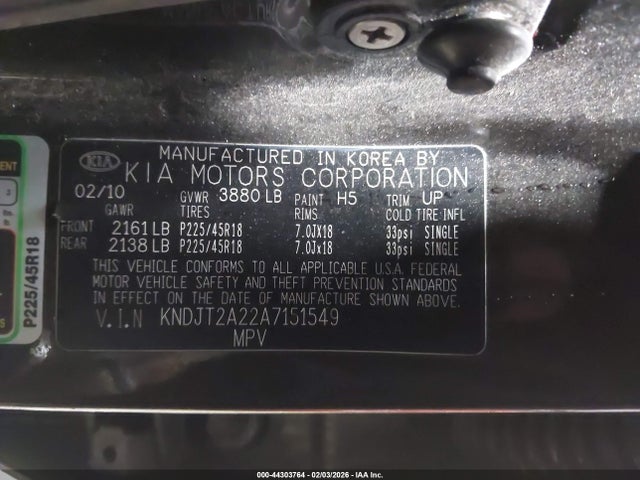 MANUFACTURED IN KOREA BY
KIA KIA MOTORS CORPORATION
02/10 GVWR 3880 LB PAINT H5 TRIM UP
GAWR TIRES RIMS COLD TIRE INFL
FRONT 2161 LB P225/45R18 7.0JX18 33psi SINGLE
REAR 2138 LB P225/45R18 7.0Jx18 33psi SINGLE
THIS VEHICLE CONFORMS TO ALL APPLICABLE U.S.A. FEDERAL
MOTOR VEHICLE SAFETY AND THEFT PREVENTION STANDARDS
IN EFFECT ON THE DATE OF MANUFACTURE SHOWN ABOVE.
V.I.N KNDJT2A22A7151549
MPV
P225/45R18
000-44303764 - 02/03/2026 - IAA Inc.